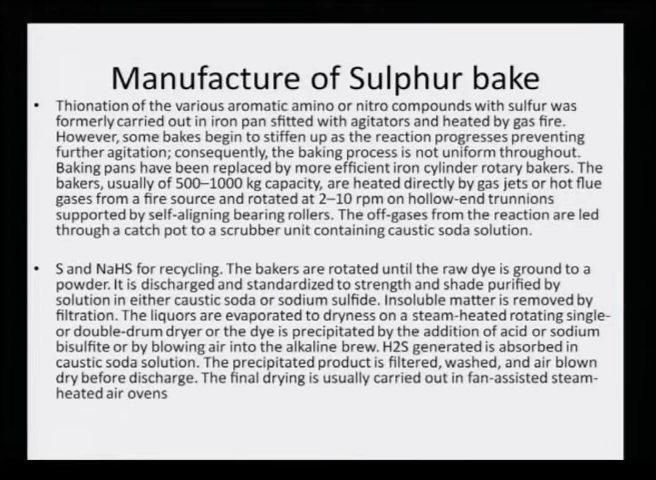 Manufacture of Sulphur bake
• Thionation of the various aromatic amino or nitro compounds with sulfur was
formerly carried out in iron pan sfitted with agitators and heated by gas fire.
However, some bakes begin to stiffen up as the reaction progresses preventing
further agitation; consequently, the baking process is not uniform throughout.
Baking pans have been replaced by more efficient iron cylinder rotary bakers. The
bakers, usually of 500–1000 kg capacity, are heated directly by gas jets or hot flue
gases from a fire source and rotated at 2–10 rpm on hollow-end trunnions
supported by self-aligning bearing rollers. The off-gases from the reaction are led
through a catch pot to a scrubber unit containing caustic soda solution.
• S and NaHS for recycling. The bakers are rotated until the raw dye is ground to a
powder. It is discharged and standardized to strength and shade purified by
solution in either caustic soda or sodium sulfide. Insoluble matter is removed by
filtration. The liquors are evaporated to dryness on a steam-heated rotating single-
or double-drum dryer or the dye is precipitated by the addition of acid or sodium
bisulfite or by blowing air into the alkaline brew. H2S generated is absorbed in
caustic soda solution. The precipitated product is filtered, washed, and air blown
dry before discharge. The final drying is usually carried out in fan-assisted steam-
heated air ovens